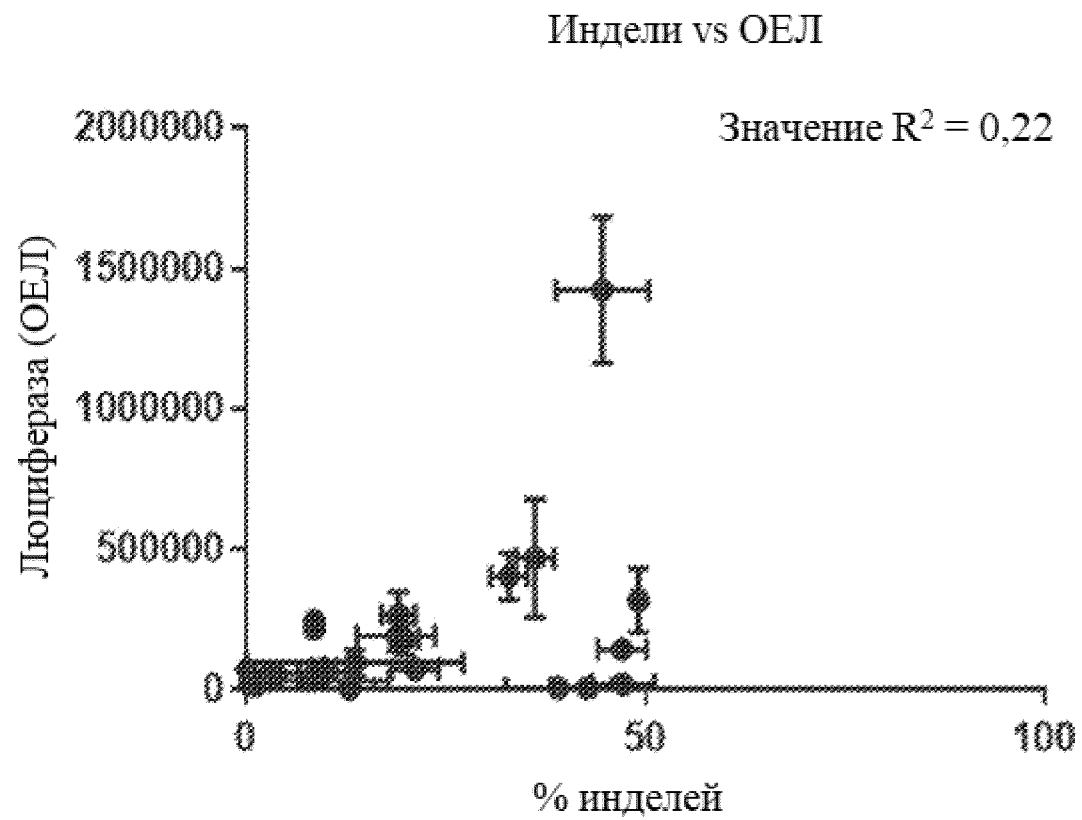 Индели vs ОЕЛ
Значение R² = 0,22
Люцифераза (ОЕЛ)
2000000
1500000
1000000
500000
0
0
50
100
% инделей